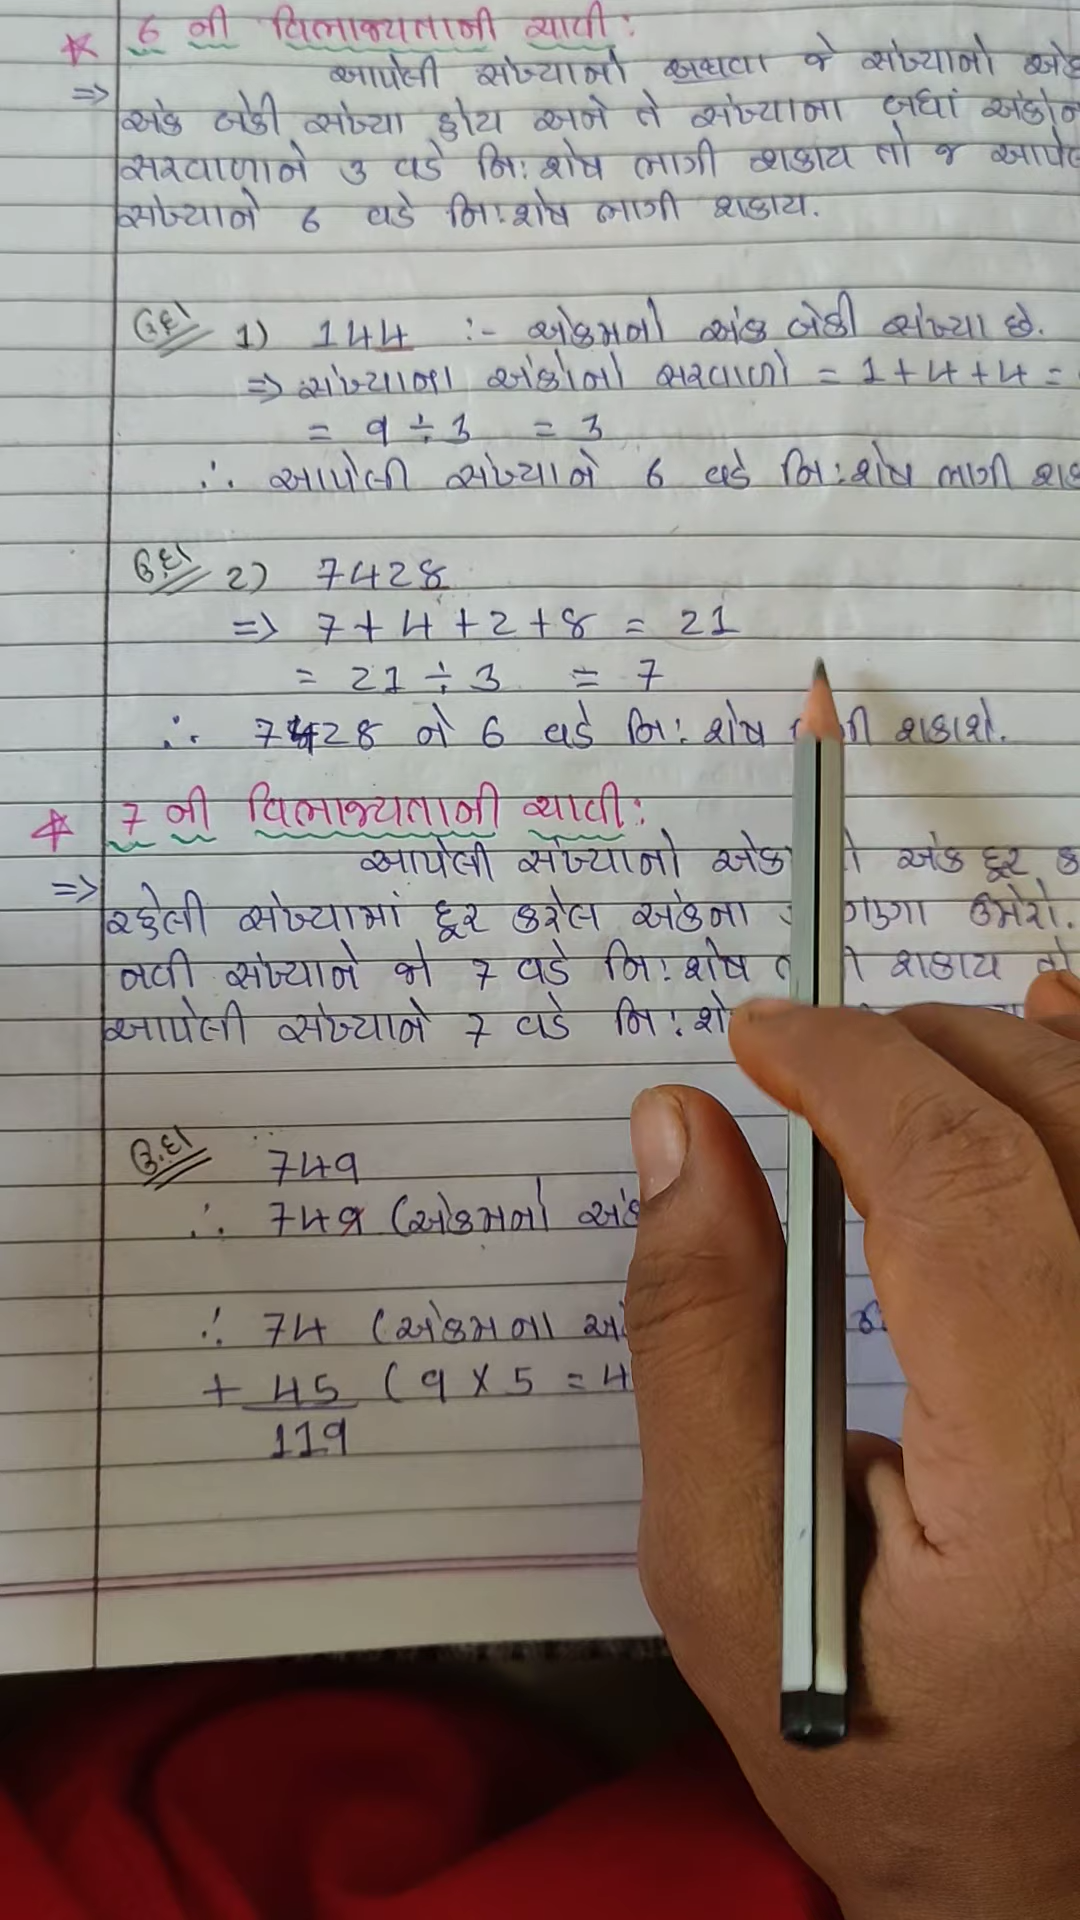 6 ની વિભાજ્યતાની ચાવી:
આપેલી સંખ્યાનો અથવા જે સંખ્યાનો
અંક બેકી સંખ્યા હોય અને તે સંખ્યાના બધાં
સરવાળાને 3 વડે નિ:શેષ ભાગી શકાય તો જ
સંખ્યાને 6 વડે નિ:શેષ ભાગી શકાય.
ઉદા 1) 144 :- એકમનો અંક બેકી સંખ્યા છે.
⇒ સંખ્યાના અંકોનો સરવાળો = 1+4+4=
= 9 ÷ 3 = 3
∴ આપેલી સંખ્યાને 6 વડે નિ:શેષ ભાગી
ઉદા 2) 7428
⇒ 7+4+2+8 = 21
= 21 ÷ 3 = 7
∴ 7428 ને 6 વડે નિ:શેષ શકાશે.
7 ની વિભાજ્યતાની ચાવી:
⇒ આપેલી સંખ્યાનો અંક દૂર
રહેલી સંખ્યામાં દૂર કરેલ અંકના ઉમેરો.
નવી સંખ્યાને જો 7 વડે નિ:શેષ શકાય
આપેલી સંખ્યાને 7 વડે
ઉદા 749
∴ 749 (એકમનો
∴ 74 (એકમના
+ 45 (9 X 5 =
119